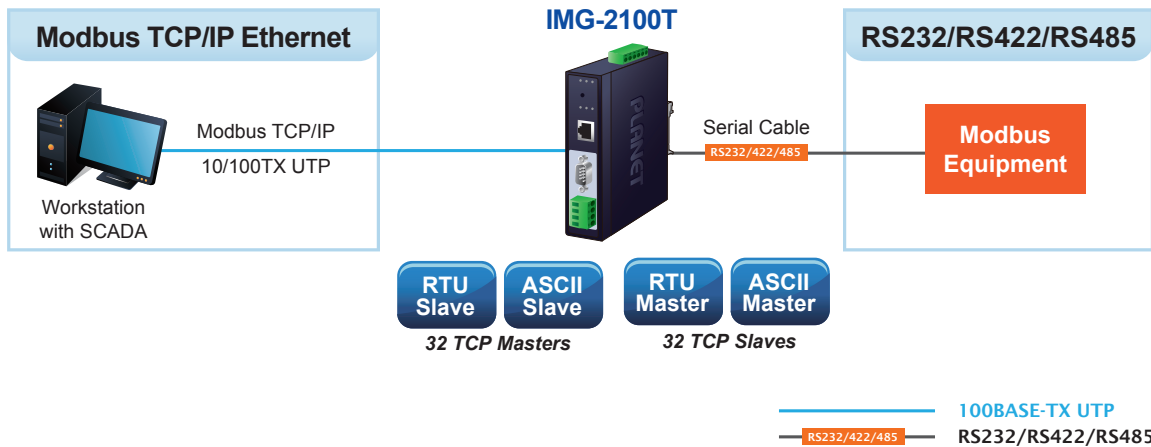 IMG-2100T
Modbus TCP/IP Ethernet
RS232/RS422/RS485
Modbus TCP/IP
10/100TX UTP
Workstation
with SCADA
PLANET
Serial Cable
RS232/422/485
Modbus
Equipment
RTU
Slave
ASCII
Slave
RTU
Master
ASCII
Master
32 TCP Masters
32 TCP Slaves
100BASE-TX UTP
RS232/422/485
RS232/RS422/RS485